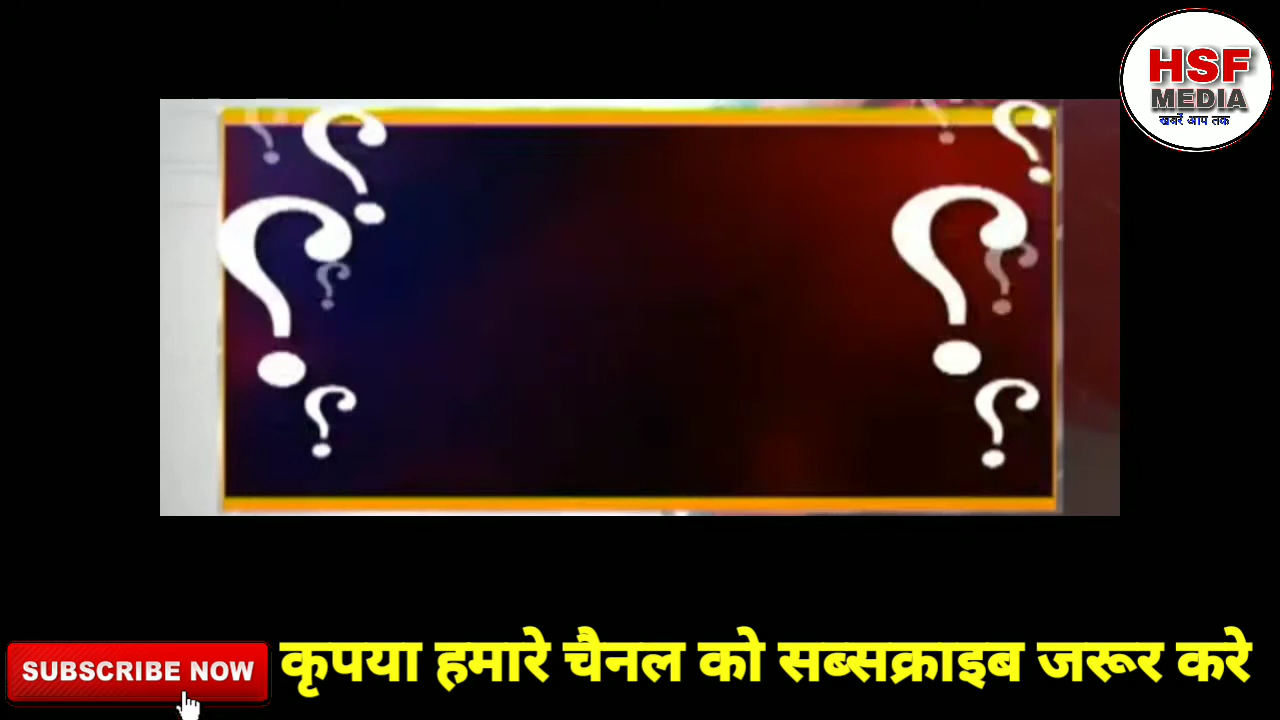 HSF
MEDIA
खबरें आप तक
? ? ? ?
? ? ? ?
? ?
SUBSCRIBE NOW कृपया हमारे चैनल को सब्सक्राइब जरूर करे